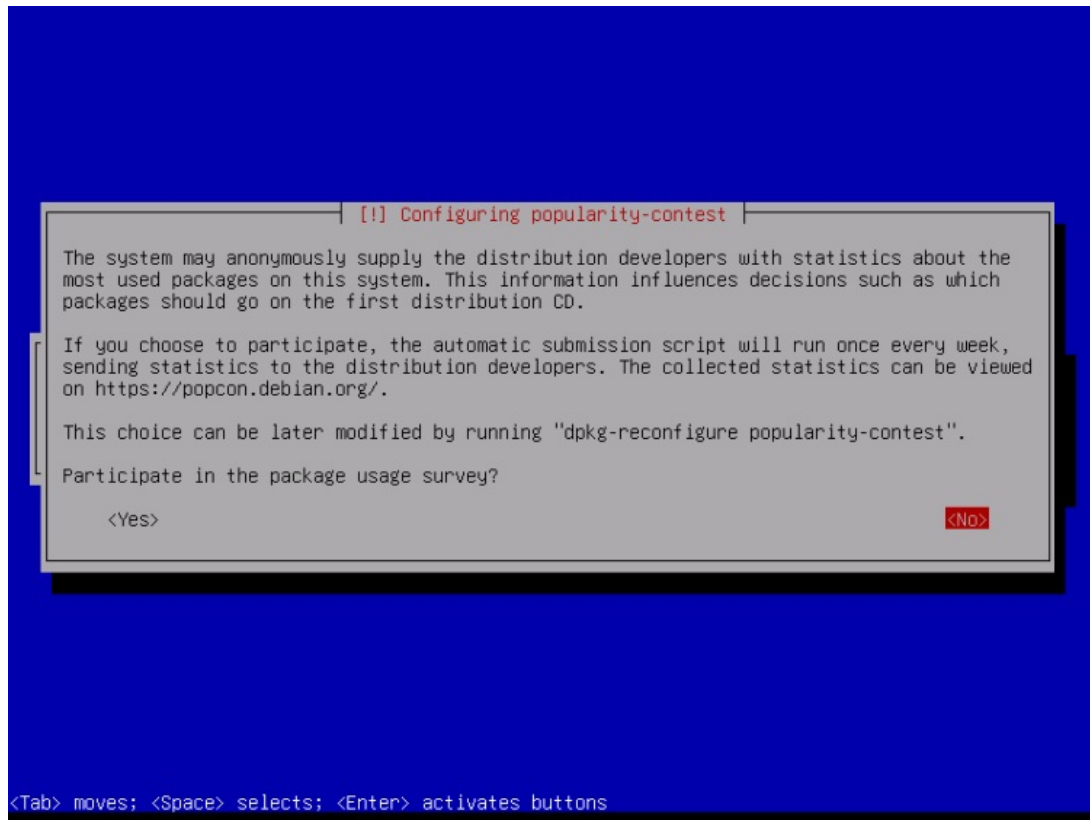 [!] Configuring popularity-contest
The system may anonymously supply the distribution developers with statistics about the
most used packages on this system. This information influences decisions such as which
packages should go on the first distribution CD.
If you choose to participate, the automatic submission script will run once every week,
sending statistics to the distribution developers. The collected statistics can be viewed
on https://popcon.debian.org/.
This choice can be later modified by running "dpkg-reconfigure popularity-contest".
Participate in the package usage survey?
<Yes> <No>
<Tab> moves; <Space> selects; <Enter> activates buttons